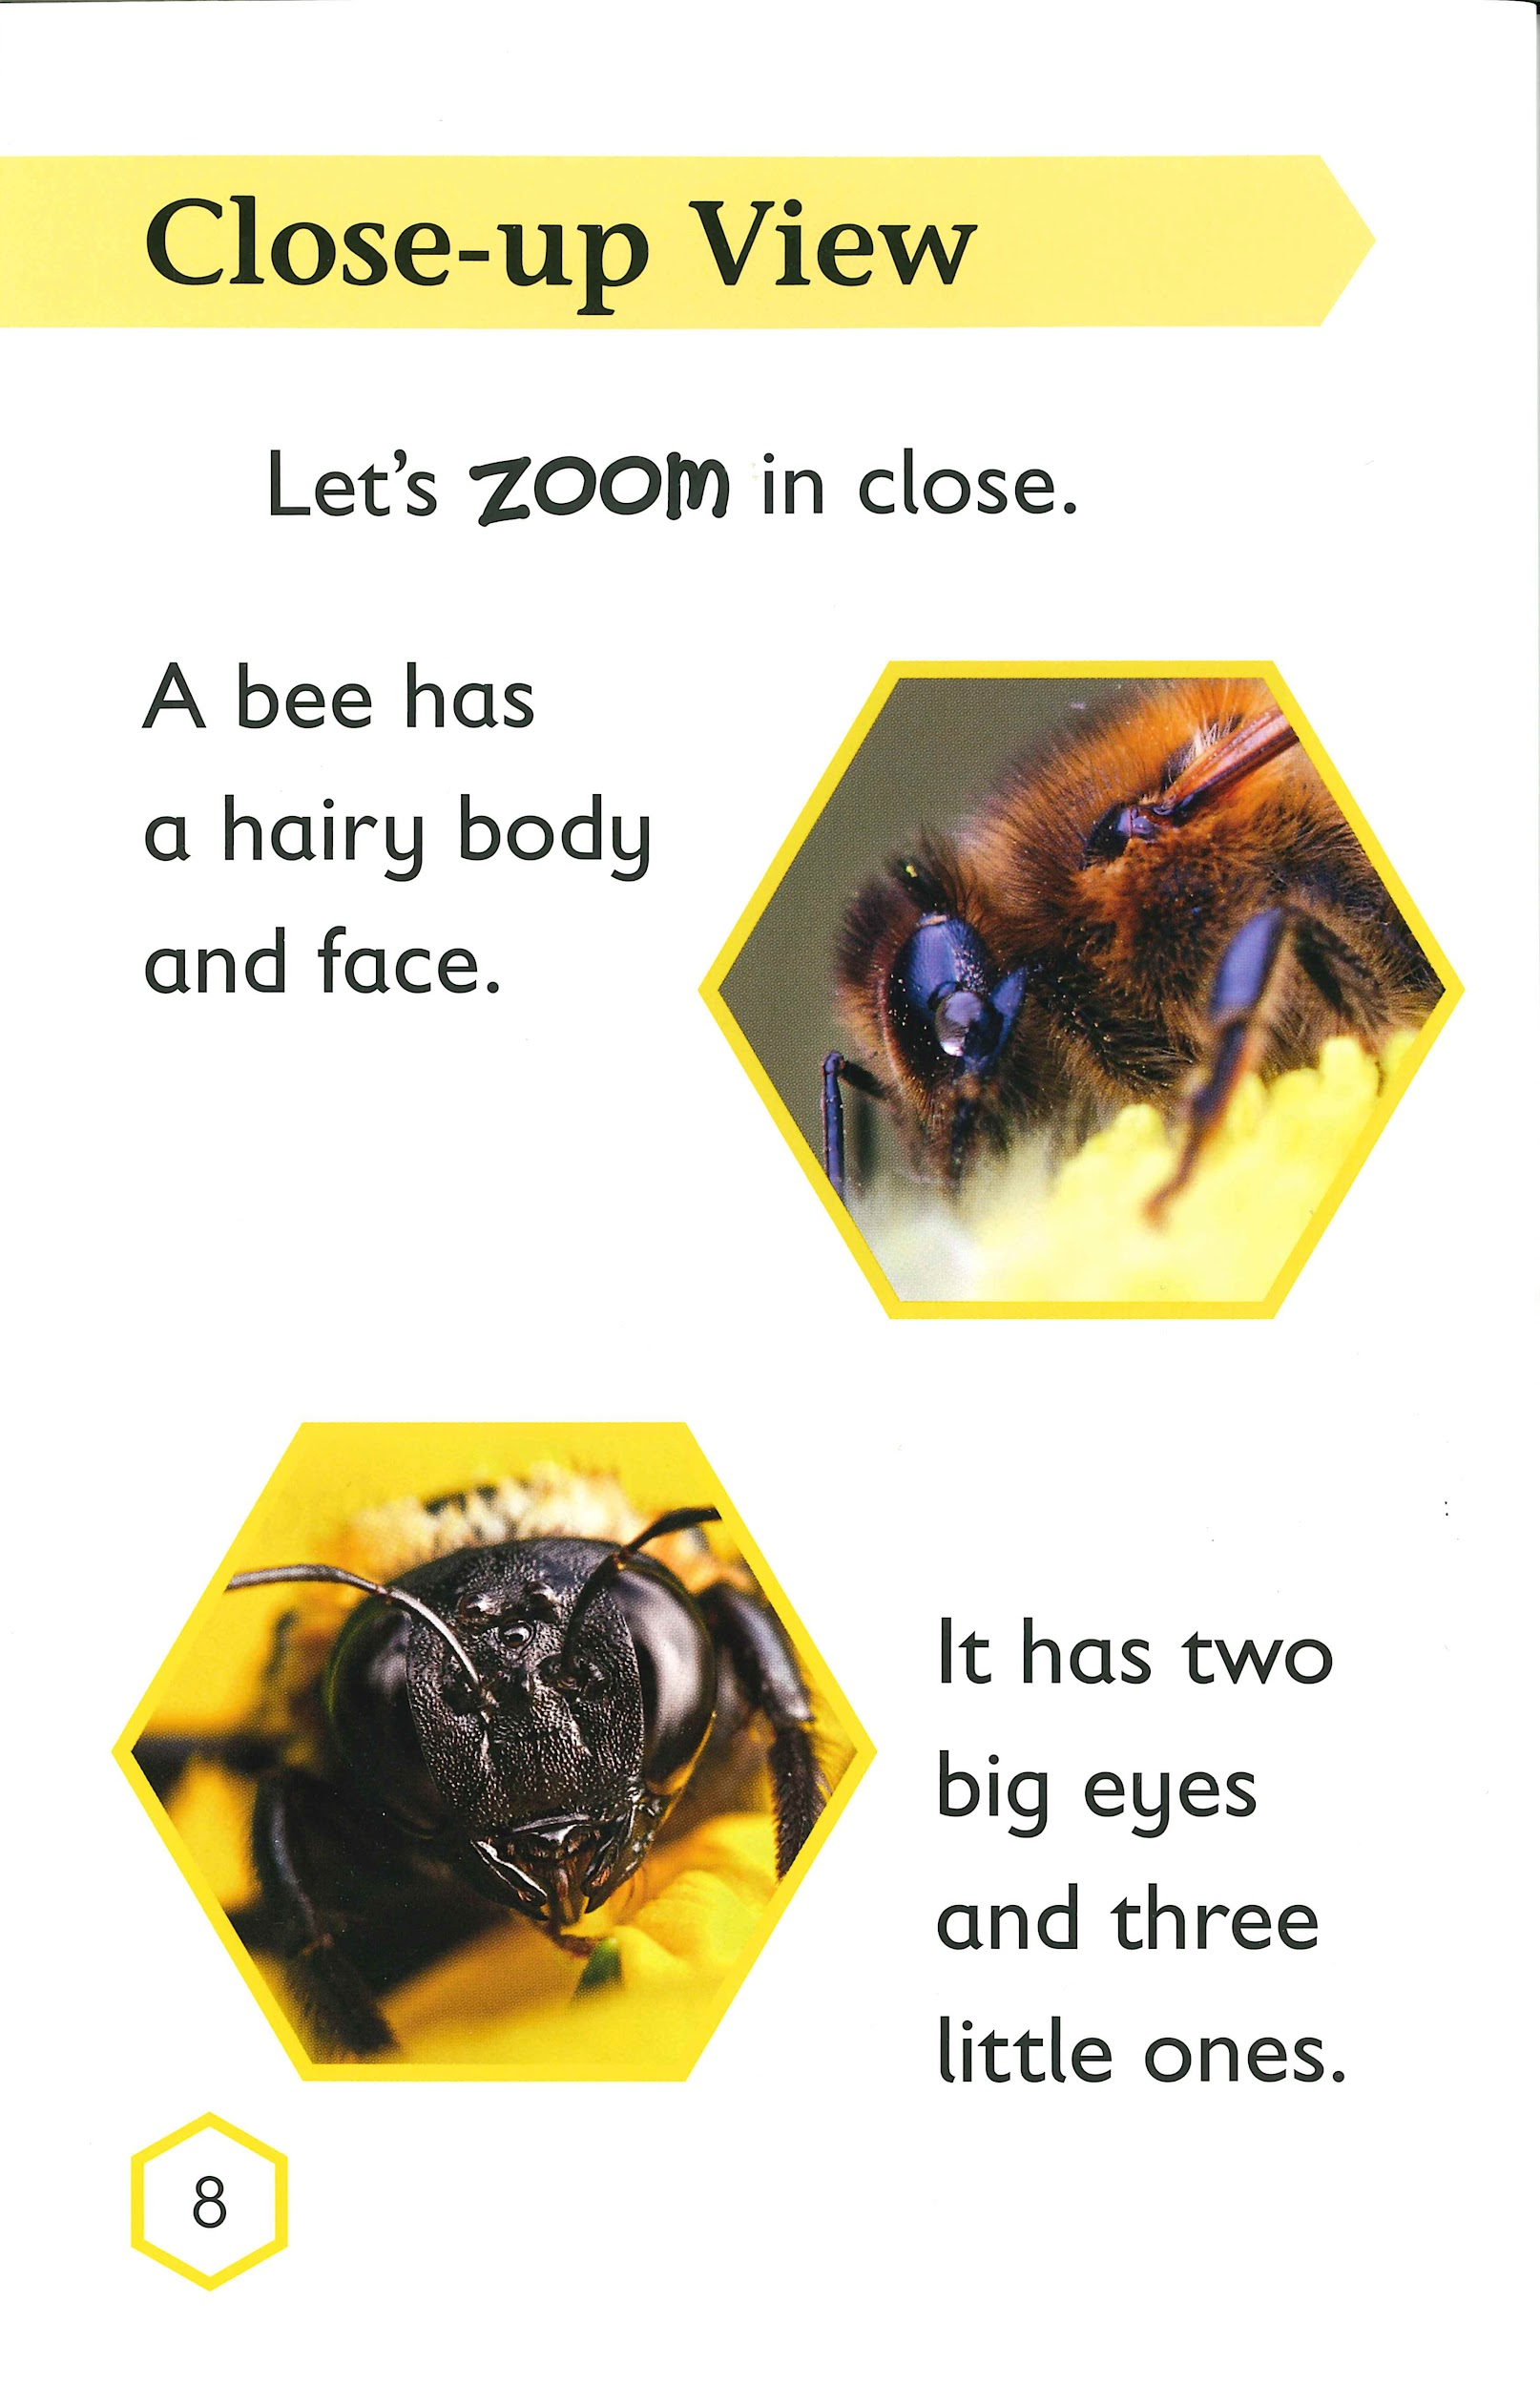 Close-up View
Let's zoom in close.
A bee has
a hairy body
and face.
It has two
big eyes
and three
little ones.
8